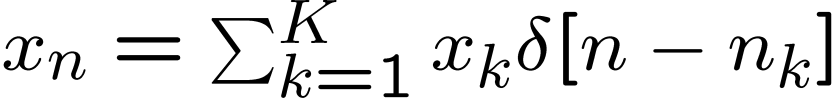 $x_n = \sum_{k=1}^{K} x_k \delta[n - n_k]$